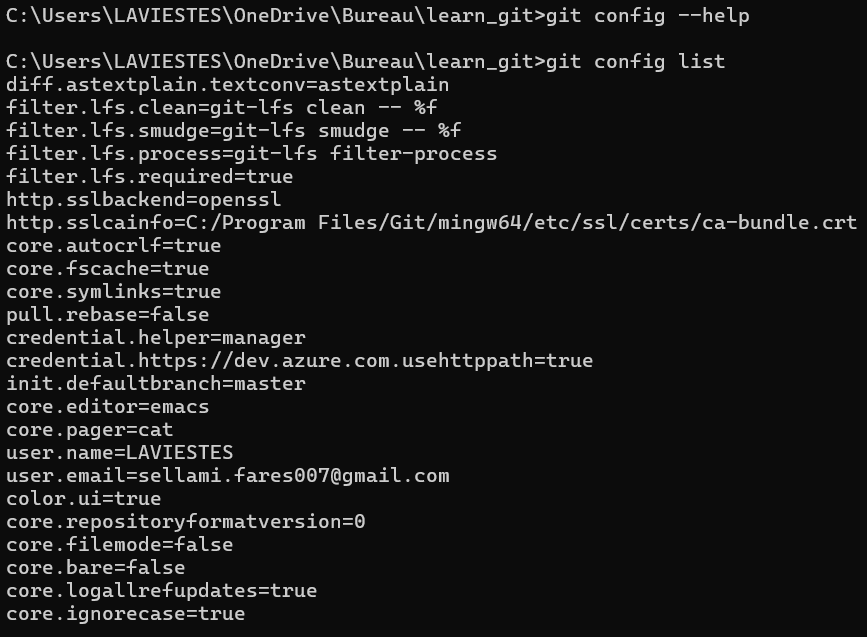 C:\Users\LAVIESTES\OneDrive\Bureau\learn_git>git config --help
C:\Users\LAVIESTES\OneDrive\Bureau\learn_git>git config list
diff.astextplain.textconv=astextplain
filter.lfs.clean=git-lfs clean -- %f
filter.lfs.smudge=git-lfs smudge -- %f
filter.lfs.process=git-lfs filter-process
filter.lfs.required=true
http.sslbackend=openssl
http.sslcainfo=C:/Program Files/Git/mingw64/etc/ssl/certs/ca-bundle.crt
core.autocrlf=true
core.fscache=true
core.symlinks=true
pull.rebase=false
credential.helper=manager
credential.https://dev.azure.com.usehttppath=true
init.defaultbranch=master
core.editor=emacs
core.pager=cat
user.name=LAVIESTES
user.email=sellami.fares007@gmail.com
color.ui=true
core.repositoryformatversion=0
core.filemode=false
core.bare=false
core.logallrefupdates=true
core.ignorecase=true